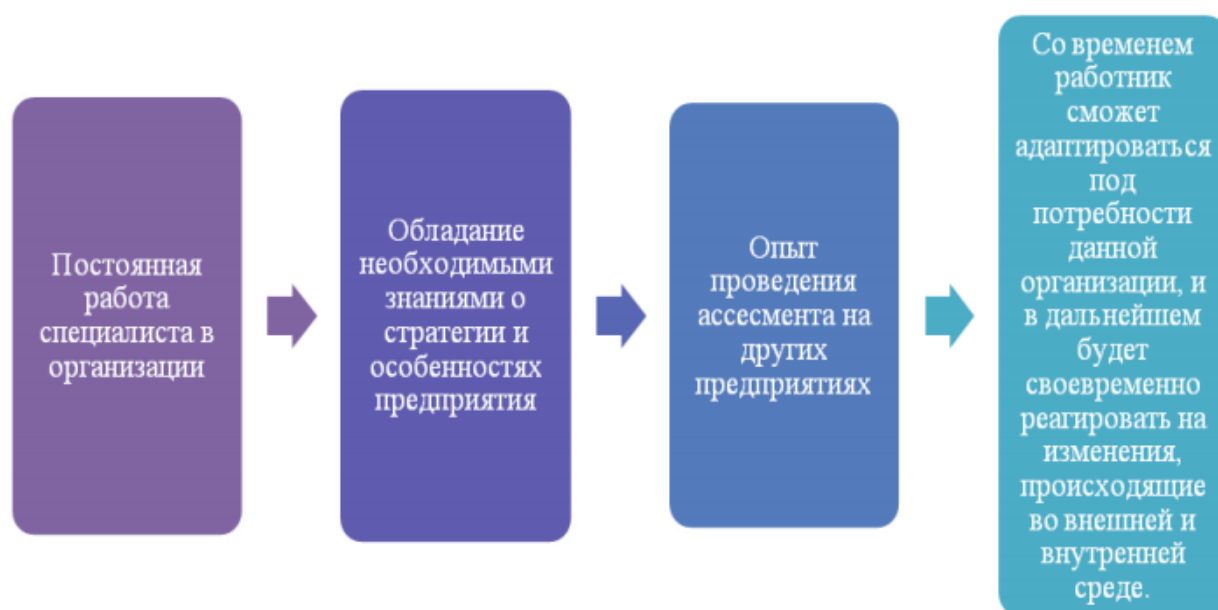 Постоянная
работа
специалиста в
организации
Обладание
необходимыми
знаниями о
стратегии и
особенностях
предприятия
Опыт
проведения
ассесмента на
других
предприятиях
Со временем
работник
сможет
адаптироваться
под
потребности
данной
организации, и
в дальнейшем
будет
своевременно
реагировать на
изменения,
происходящие
во внешней и
внутренней
среде.